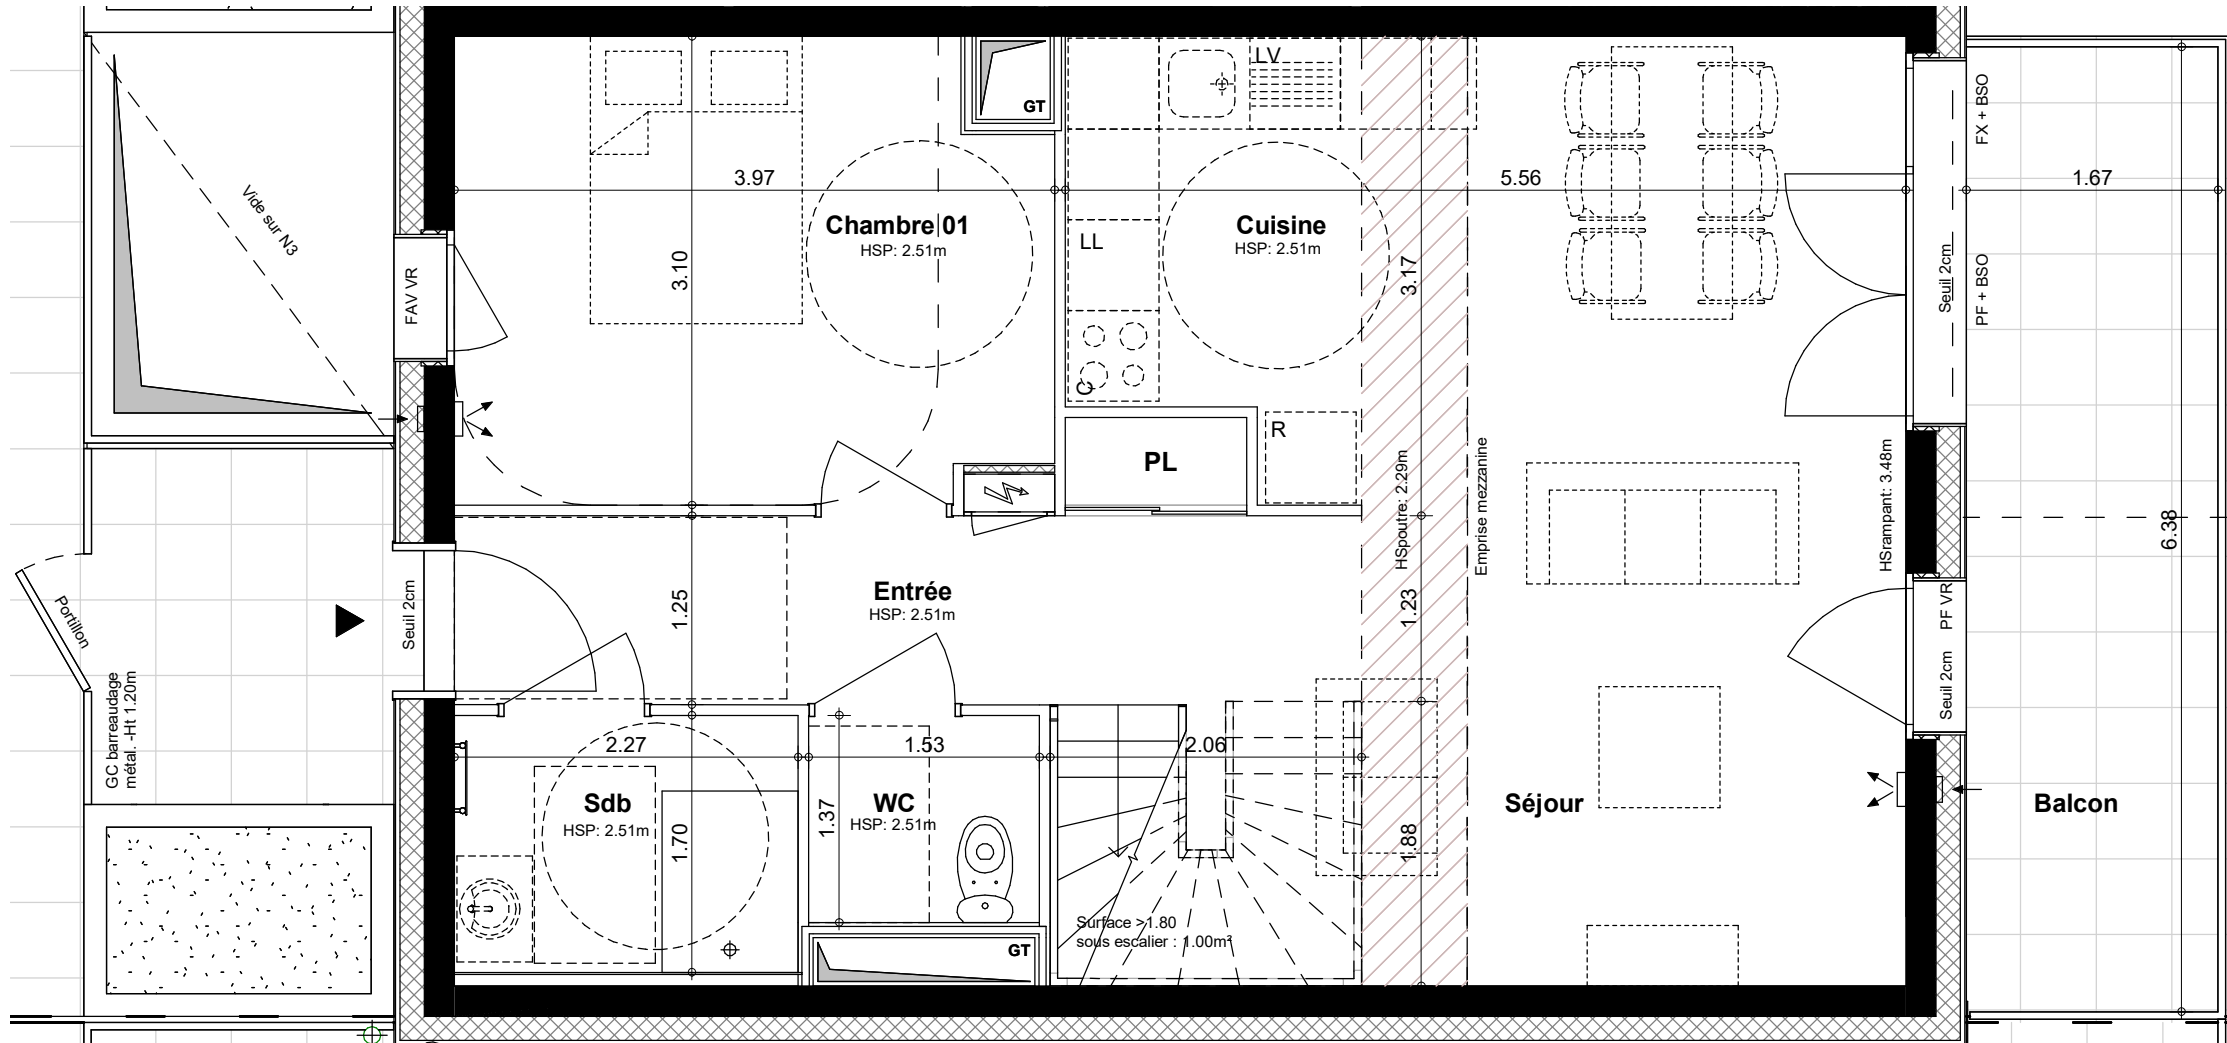 LV
GT
FX + BSO
3.97
5.56
1.67
Vide sur N3
Chambre 01
HSP: 2.51m
Cuisine
HSP: 2.51m
LL
FAV VR
3.10
3.17
Seuil 2cm
PF + BSO
C
R
PL
HSpoutre: 2.29m
Emprise mezzanine
HSrampant: 3.48m
6.38
Portillon
Seuil 2cm
1.25
Entrée
HSP: 2.51m
1.23
PF VR
Seuil 2cm
GC barreaudage
métal. -Ht 1.20m
2.27
1.53
2.06
Sdb
HSP: 2.51m
1.70
1.37
WC
HSP: 2.51m
1.88
Séjour
Balcon
Surface >1.80
sous escalier : 1.00m²
GT